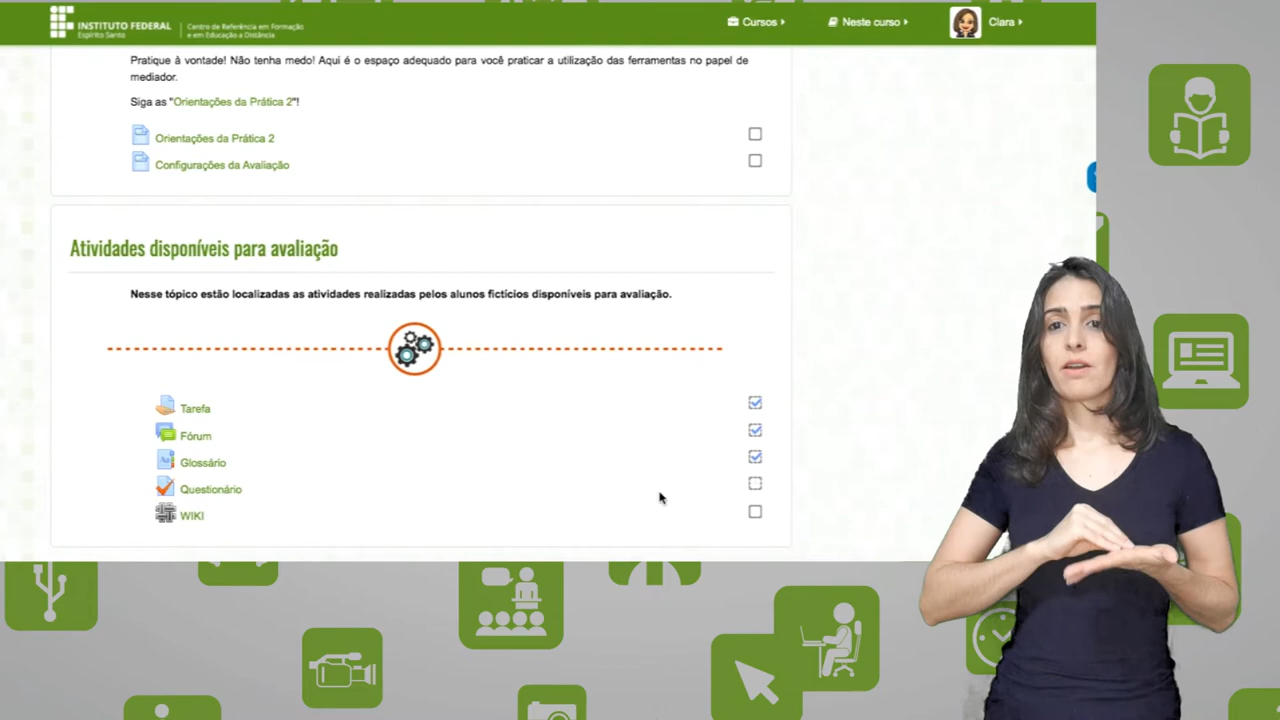 INSTITUTO FEDERAL
Espírito Santo
Centro de Referência em Formação
e em Educação a Distância
Cursos
Neste curso
Clara
Pratique à vontade! Não tenha medo! Aqui é o espaço adequado para você praticar a utilização das ferramentas no papel de
mediador.
Siga as "Orientações da Prática 2"!
Orientações da Prática 2
Configurações da Avaliação
Atividades disponíveis para avaliação
Nesse tópico estão localizadas as atividades realizadas pelos alunos fictícios disponíveis para avaliação.
Tarefa
Fórum
Glossário
Questionário
WIKI